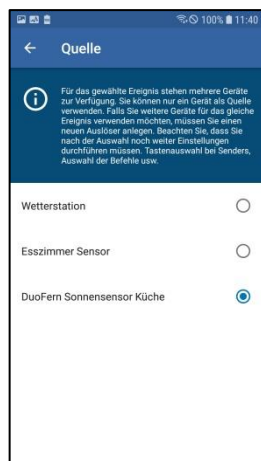 100% 11:40
Quelle
Für das gewählte Ereignis stehen mehrere Geräte
zur Verfügung. Sie können nur ein Gerät als Quelle
verwenden. Falls Sie weitere Geräte für das gleiche
Ereignis verwenden möchten, müssen Sie einen
neuen Auslöser anlegen. Beachten Sie, dass Sie
nach der Auswahl noch weiter Einstellungen
durchführen müssen. Tastenauswahl bei Senders,
Auswahl der Befehle usw.
Wetterstation
Esszimmer Sensor
DuoFern Sonnensensor Küche